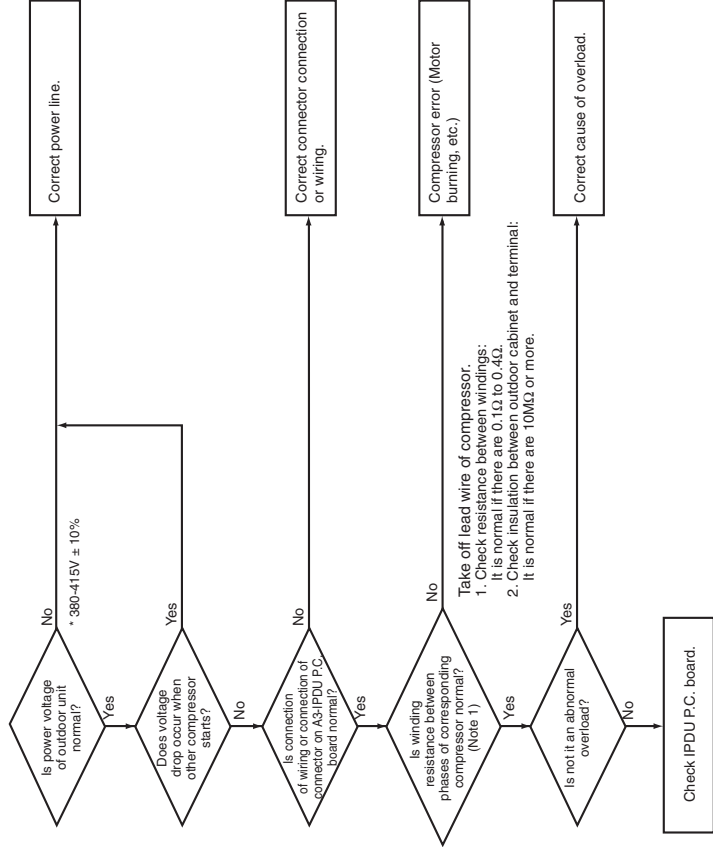 Is power voltage
of outdoor unit
normal?
No
* 380-415V ± 10%
Correct power line.
Yes
Does voltage
drop occur when
other compressor
starts?
Yes
No
Is connection
of wiring or connection of
connector on A3-IPDU P.C.
board normal?
No
Correct connector connection
or wiring.
Yes
Is winding
resistance between
phases of corresponding
compressor normal?
(Note 1)
No
Compressor error (Motor
burning, etc.)
Take off lead wire of compressor.
1. Check resistance between windings:
It is normal if there are 0.1Ω to 0.4Ω.
2. Check insulation between outdoor cabinet and terminal:
It is normal if there are 10MΩ or more.
Yes
Is not it an abnormal
overload?
Yes
Correct cause of overload.
No
Check IPDU P.C. board.